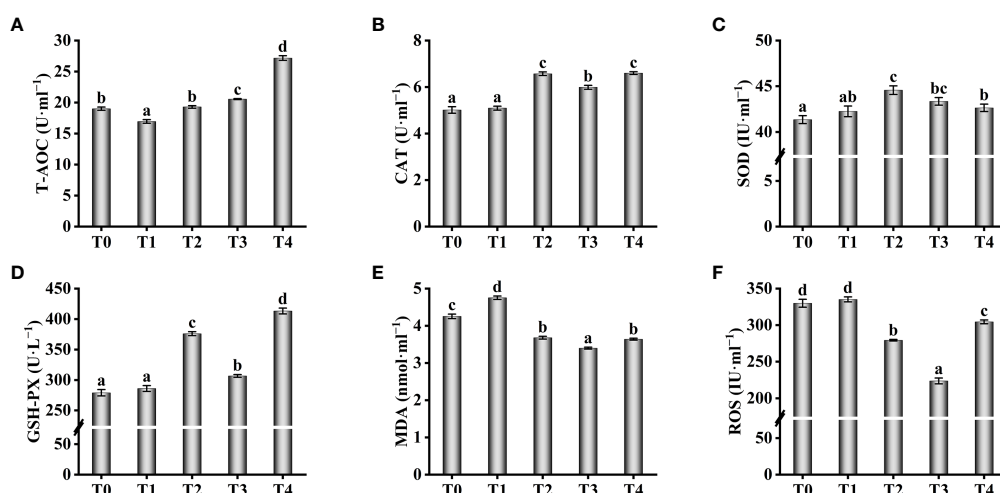 A
T-AOC (U·ml⁻¹)
30
25
20
15
10
5
0
b
a
b
c
d
T0 T1 T2 T3 T4
B
CAT (U·ml⁻¹)
8
6
4
2
0
a
a
c
b
c
T0 T1 T2 T3 T4
C
SOD (IU·ml⁻¹)
50
45
40
5
0
a
ab
c
bc
b
T0 T1 T2 T3 T4
D
GSH-PX (U·L⁻¹)
450
400
350
300
250
50
0
a
a
c
b
d
T0 T1 T2 T3 T4
E
MDA (nmol·ml⁻¹)
5
4
3
2
1
0
c
d
b
a
b
T0 T1 T2 T3 T4
F
ROS (IU·ml⁻¹)
350
300
250
200
50
0
d
d
b
a
c
T0 T1 T2 T3 T4